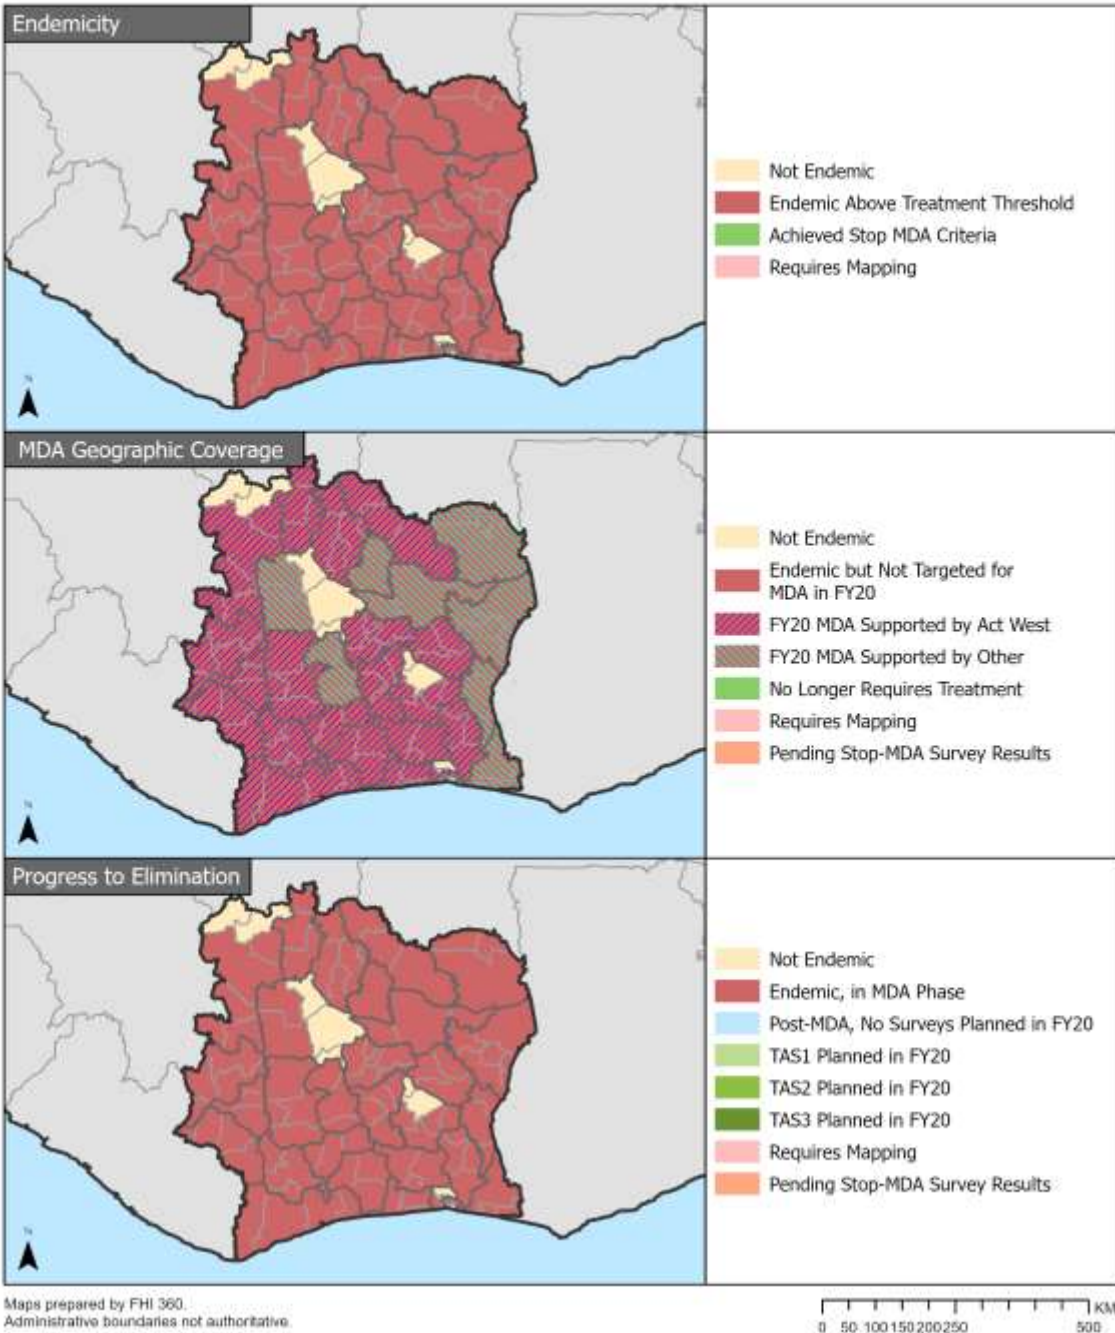 Endemicity
Not Endemic
Endemic Above Treatment Threshold
Achieved Stop MDA Criteria
Requires Mapping
MDA Geographic Coverage
Not Endemic
Endemic but Not Targeted for
MDA in FY20
FY20 MDA Supported by Act West
FY20 MDA Supported by Other
No Longer Requires Treatment
Requires Mapping
Pending Stop-MDA Survey Results
Progress to Elimination
Not Endemic
Endemic, in MDA Phase
Post-MDA, No Surveys Planned in FY20
TAS1 Planned in FY20
TAS2 Planned in FY20
TAS3 Planned in FY20
Requires Mapping
Pending Stop-MDA Survey Results
Maps prepared by FHI 360.
Administrative boundaries not authoritative.
KM
0 50 100 150 200 250 500